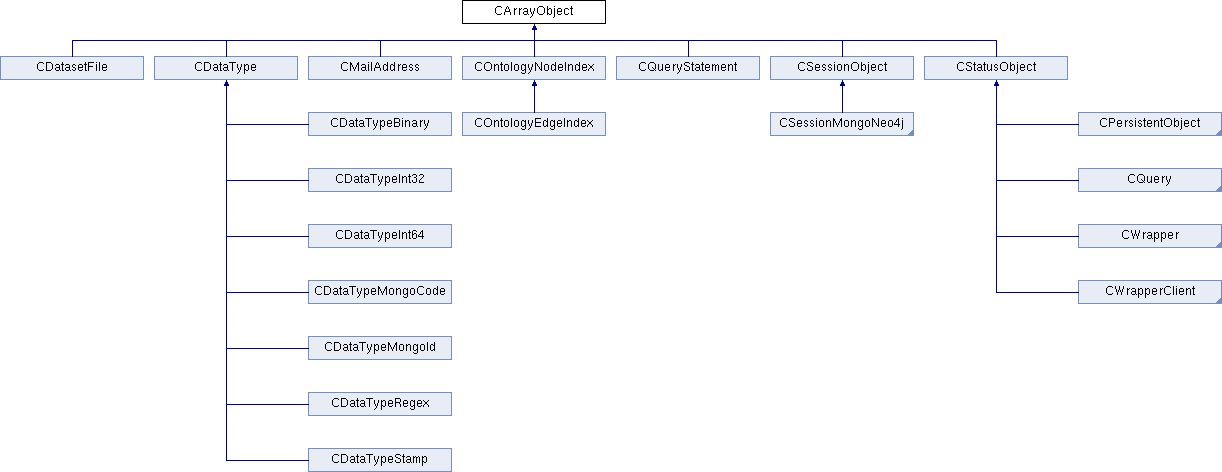 CArrayObject
CDatasetFile
CDataType
CMailAddress
COntologyNodeIndex
CQueryStatement
CSessionObject
CStatusObject
CDataTypeBinary
COntologyEdgeIndex
CSessionMongoNeo4j
CPersistentObject
CDataTypeInt32
CQuery
CDataTypeInt64
CWrapper
CDataTypeMongoCode
CWrapperClient
CDataTypeMongoId
CDataTypeRegex
CDataTypeStamp